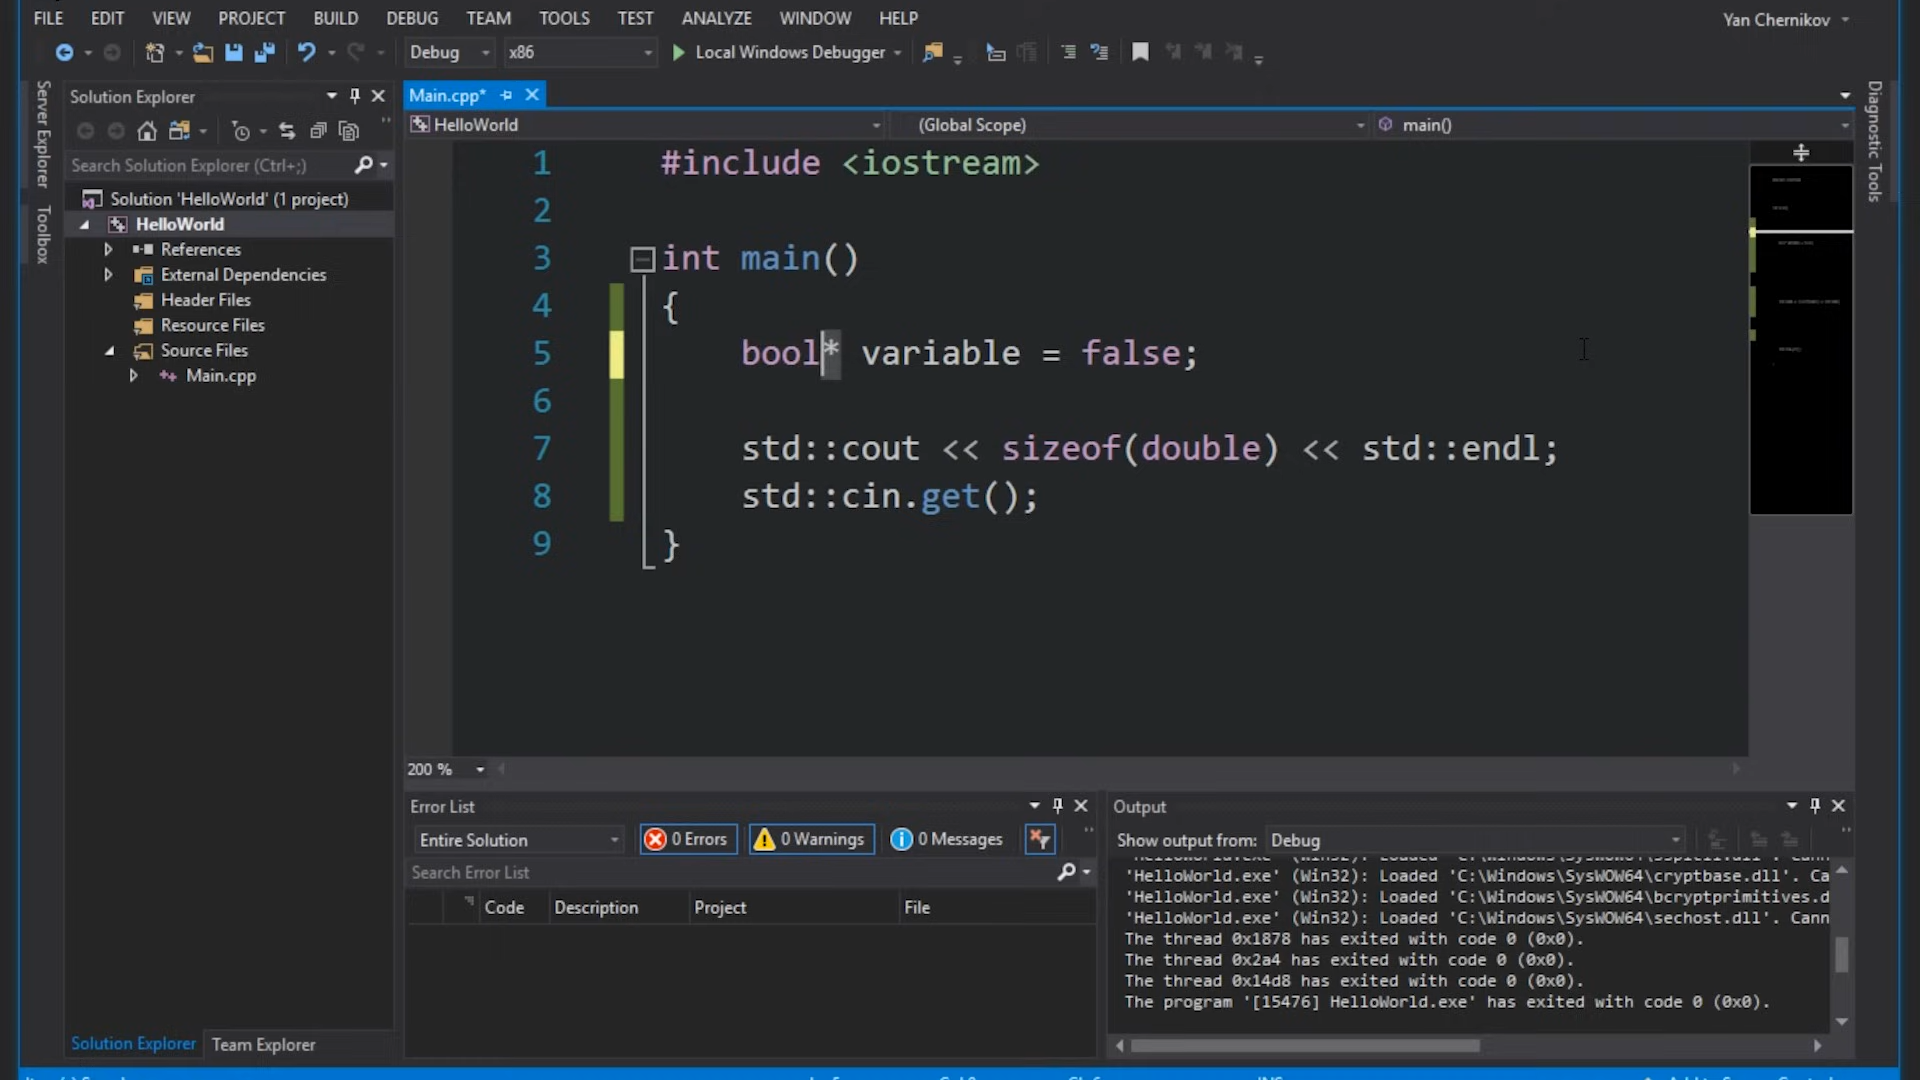 FILE EDIT VIEW PROJECT BUILD DEBUG TEAM TOOLS TEST ANALYZE WINDOW HELP Yan Chernikov
Debug x86 Local Windows Debugger
Server Explorer
Toolbox
Solution Explorer
Search Solution Explorer (Ctrl+;)
Solution 'HelloWorld' (1 project)
HelloWorld
References
External Dependencies
Header Files
Resource Files
Source Files
Main.cpp
Solution Explorer Team Explorer
Main.cpp*
HelloWorld (Global Scope) main()
1 #include <iostream>
2
3 int main()
4 {
5 bool* variable = false;
6
7 std::cout << sizeof(double) << std::endl;
8 std::cin.get();
9 }
200 %
Diagnostic Tools
Error List
Entire Solution 0 Errors 0 Warnings 0 Messages
Search Error List
Code Description Project File
Output
Show output from: Debug
'HelloWorld.exe' (Win32): Loaded 'C:\Windows\SysWOW64\cryptbase.dll'. Ca
'HelloWorld.exe' (Win32): Loaded 'C:\Windows\SysWOW64\bcryptprimitives.d
'HelloWorld.exe' (Win32): Loaded 'C:\Windows\SysWOW64\sechost.dll'. Cann
The thread 0x1878 has exited with code 0 (0x0).
The thread 0x2a4 has exited with code 0 (0x0).
The thread 0x14d8 has exited with code 0 (0x0).
The program '[15476] HelloWorld.exe' has exited with code 0 (0x0).